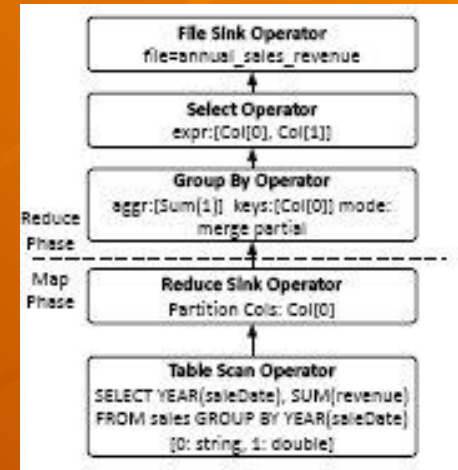 File Sink Operator
file=annual_sales_revenue
Select Operator
expr:[Col[0], Col[1]]
Group By Operator
aggr:[Sum[1]] keys:[Col[0]] mode:
merge partial
Reduce
Phase
Map
Phase
Reduce Sink Operator
Partition Cols: Col[0]
Table Scan Operator
SELECT YEAR(saleDate), SUM(revenue)
FROM sales GROUP BY YEAR(saleDate)
[0: string, 1: double]